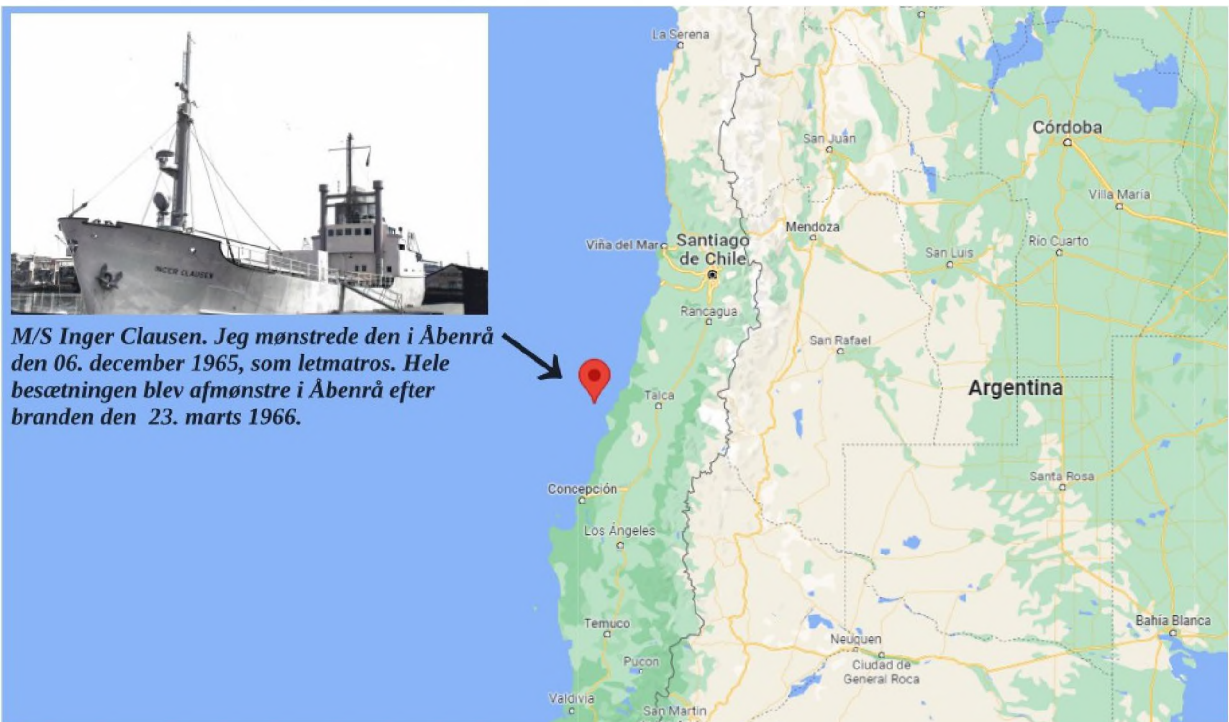 INGER CLAUSEN
M/S Inger Clausen. Jeg mønstrede den i Åbenrå
den 06. december 1965, som letmatros. Hele
besætningen blev afmønstre i Åbenrå efter
branden den 23. marts 1966.
La Serena
San Juan
Córdoba
Villa Maria
Viña del Mar
Santiago
de Chile
Mendoza
San Luis
Río Cuarto
Rancagua
San Rafael
Talca
Argentina
Concepción
Santa Rosa
Los Ángeles
Temuco
Neuquen
Bahía Blanca
Pucon
Ciudad de
General Roca
Valdivia
San Martin